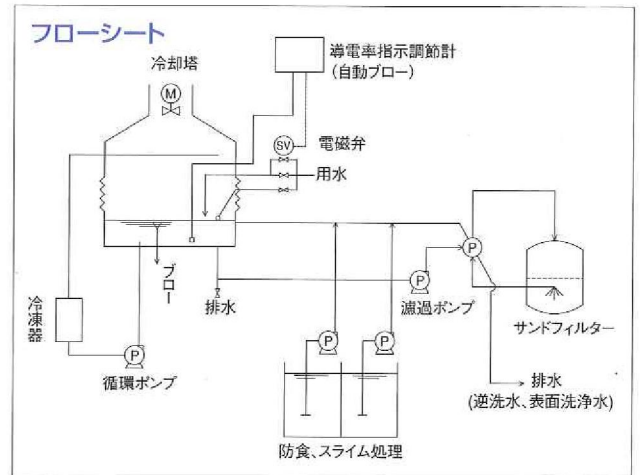 フローシート
冷却塔
M
導電率指示調節計
(自動ブロー)
SV
電磁弁
用水
ブロー
排水
P
濾過ポンプ
P
サンドフィルター
冷凍器
P
循環ポンプ
P
P
排水
(逆洗水、表面洗浄水)
防食、スライム処理